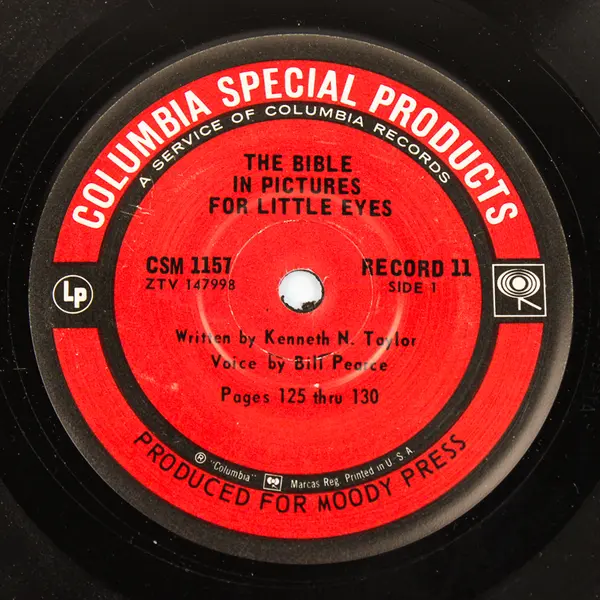 COLUMBIA SPECIAL PRODUCTS
A SERVICE OF COLUMBIA RECORDS
THE BIBLE
IN PICTURES
FOR LITTLE EYES
CSM 1157
ZTV 147998
RECORD 11
SIDE 1
LP
Written by Kenneth N. Taylor
Voice by Bill Pearce
Pages 125 thru 130
® "Columbia" Marcas Reg. Printed in U.S.A.
PRODUCED FOR MOODY PRESS